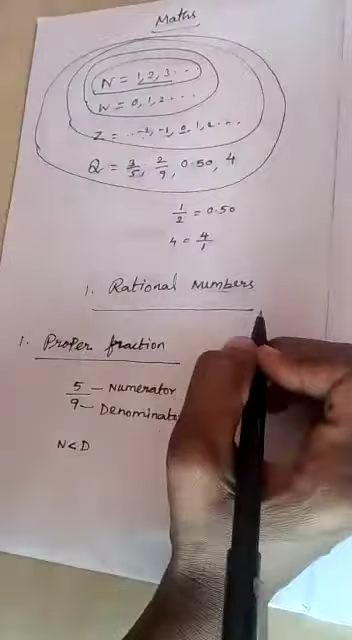 Maths
N = 1, 2, 3 . . .
W = 0, 1, 2 . . . .
Z = . . -2, -1, 0, 1, 2 . . .
Q = 3/5, 2/9, 0.50, 4
1/2 = 0.50
4 = 4/1
1. Rational Numbers
1. Proper fraction
5 — Numerator
9 — Denominato
N < D